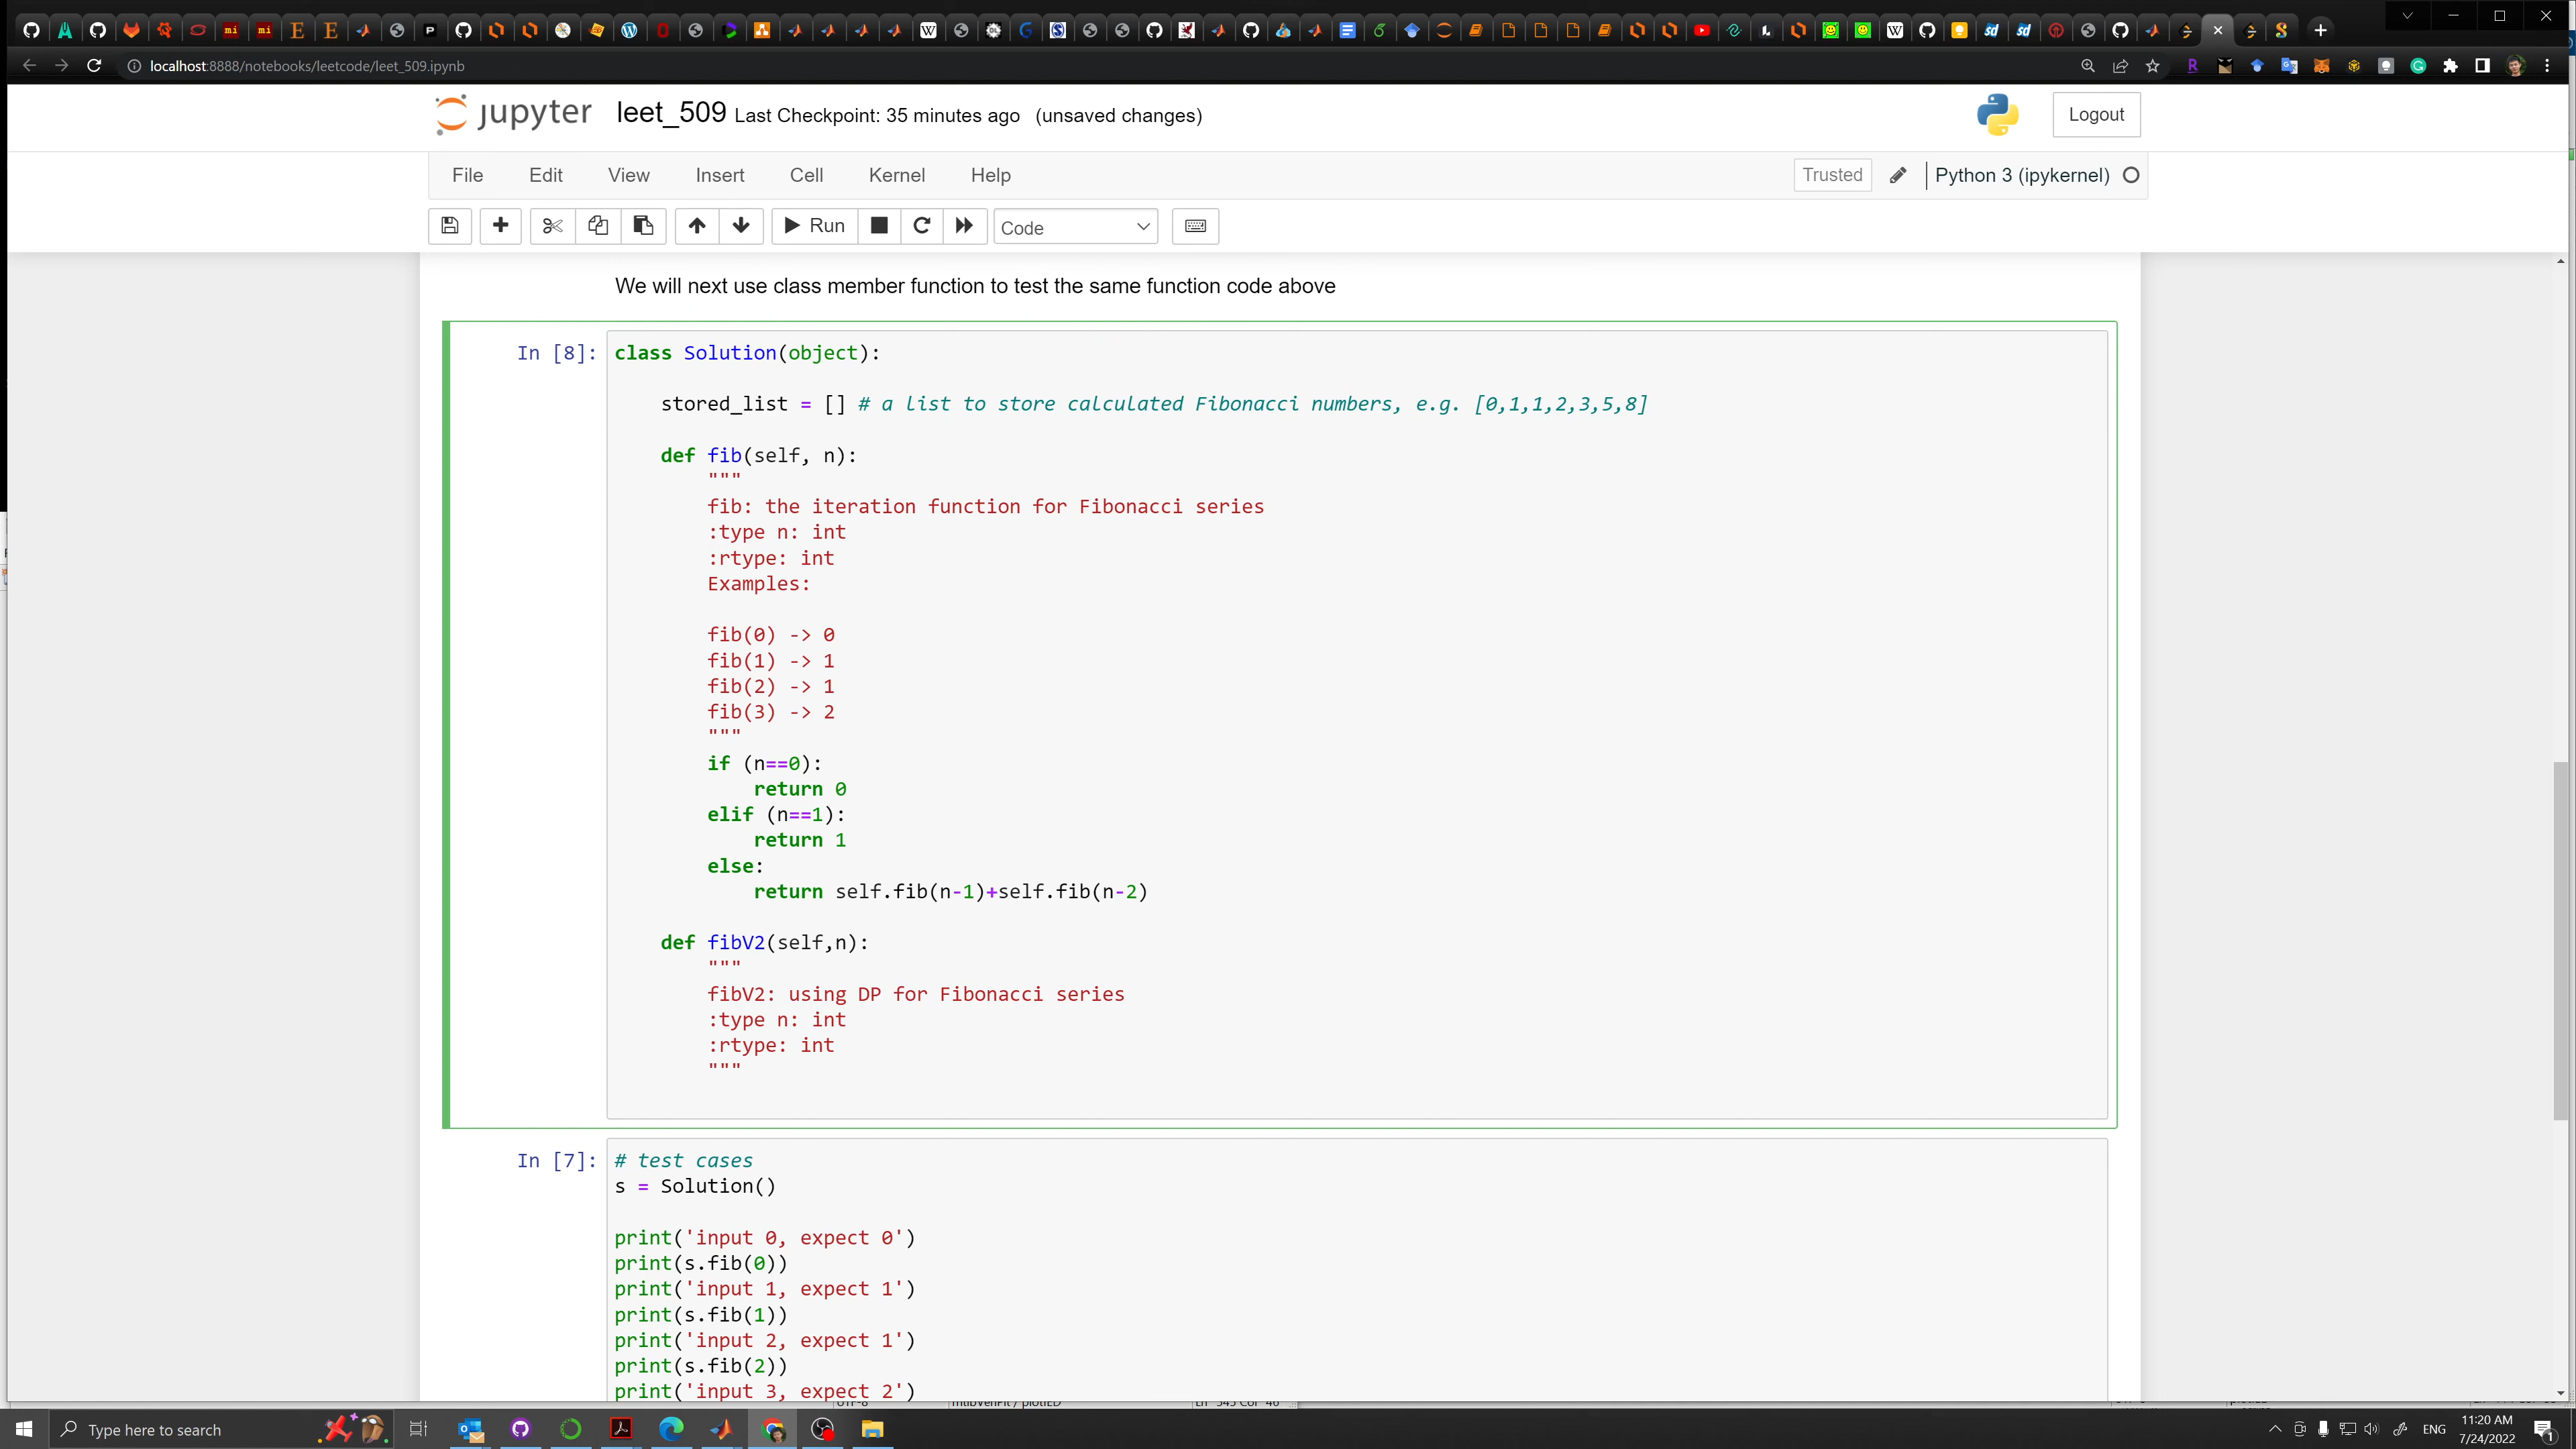 localhost:8888/notebooks/leetcode/leet_509.ipynb
jupyter leet_509 Last Checkpoint: 35 minutes ago (unsaved changes)
Logout
File Edit View Insert Cell Kernel Help
Trusted
Python 3 (ipykernel)
Run
Code
We will next use class member function to test the same function code above
In [8]:
class Solution(object):
stored_list = [] # a list to store calculated Fibonacci numbers, e.g. [0,1,1,2,3,5,8]
def fib(self, n):
"""
fib: the iteration function for Fibonacci series
:type n: int
:rtype: int
Examples:
fib(0) -> 0
fib(1) -> 1
fib(2) -> 1
fib(3) -> 2
"""
if (n==0):
return 0
elif (n==1):
return 1
else:
return self.fib(n-1)+self.fib(n-2)
def fibV2(self,n):
"""
fibV2: using DP for Fibonacci series
:type n: int
:rtype: int
"""
In [7]:
# test cases
s = Solution()
print('input 0, expect 0')
print(s.fib(0))
print('input 1, expect 1')
print(s.fib(1))
print('input 2, expect 1')
print(s.fib(2))
print('input 3, expect 2')
Type here to search
ENG
11:20 AM
7/24/2022